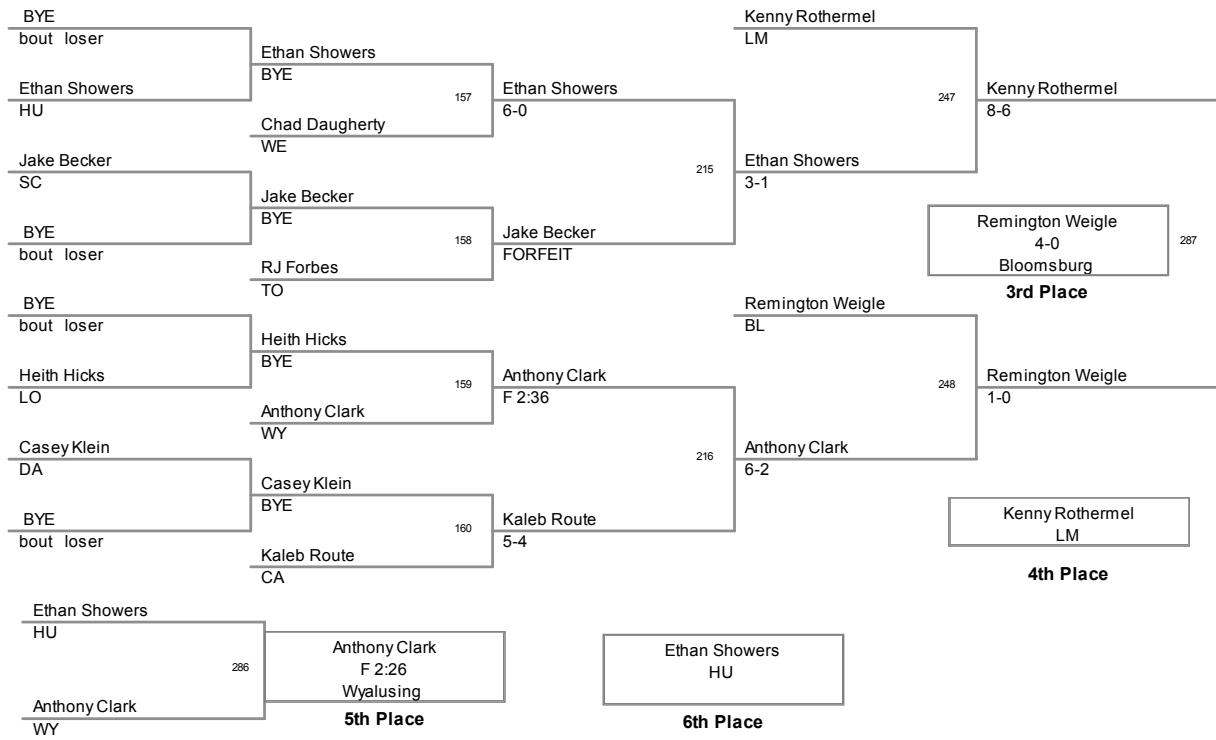 BYE
bout loser
Ethan Showers
HU
Jake Becker
SC
BYE
bout loser
BYE
bout loser
Heith Hicks
LO
Casey Klein
DA
BYE
bout loser
Ethan Showers
BYE
Chad Daugherty
WE
Jake Becker
BYE
RJ Forbes
TO
Heith Hicks
BYE
Anthony Clark
WY
Casey Klein
BYE
Kaleb Route
CA
157
158
159
160
Ethan Showers
6-0
Jake Becker
FORFEIT
Anthony Clark
F 2:36
Kaleb Route
5-4
215
216
Kenny Rothermel
LM
Ethan Showers
3-1
Remington Weigle
BL
Anthony Clark
6-2
247
248
Kenny Rothermel
8-6
Remington Weigle
1-0
Remington Weigle
4-0
Bloomsburg
287
3rd Place
Kenny Rothermel
LM
4th Place
Ethan Showers
HU
286
Anthony Clark
WY
Anthony Clark
F 2:26
Wyalusing
5th Place
Ethan Showers
HU
6th Place